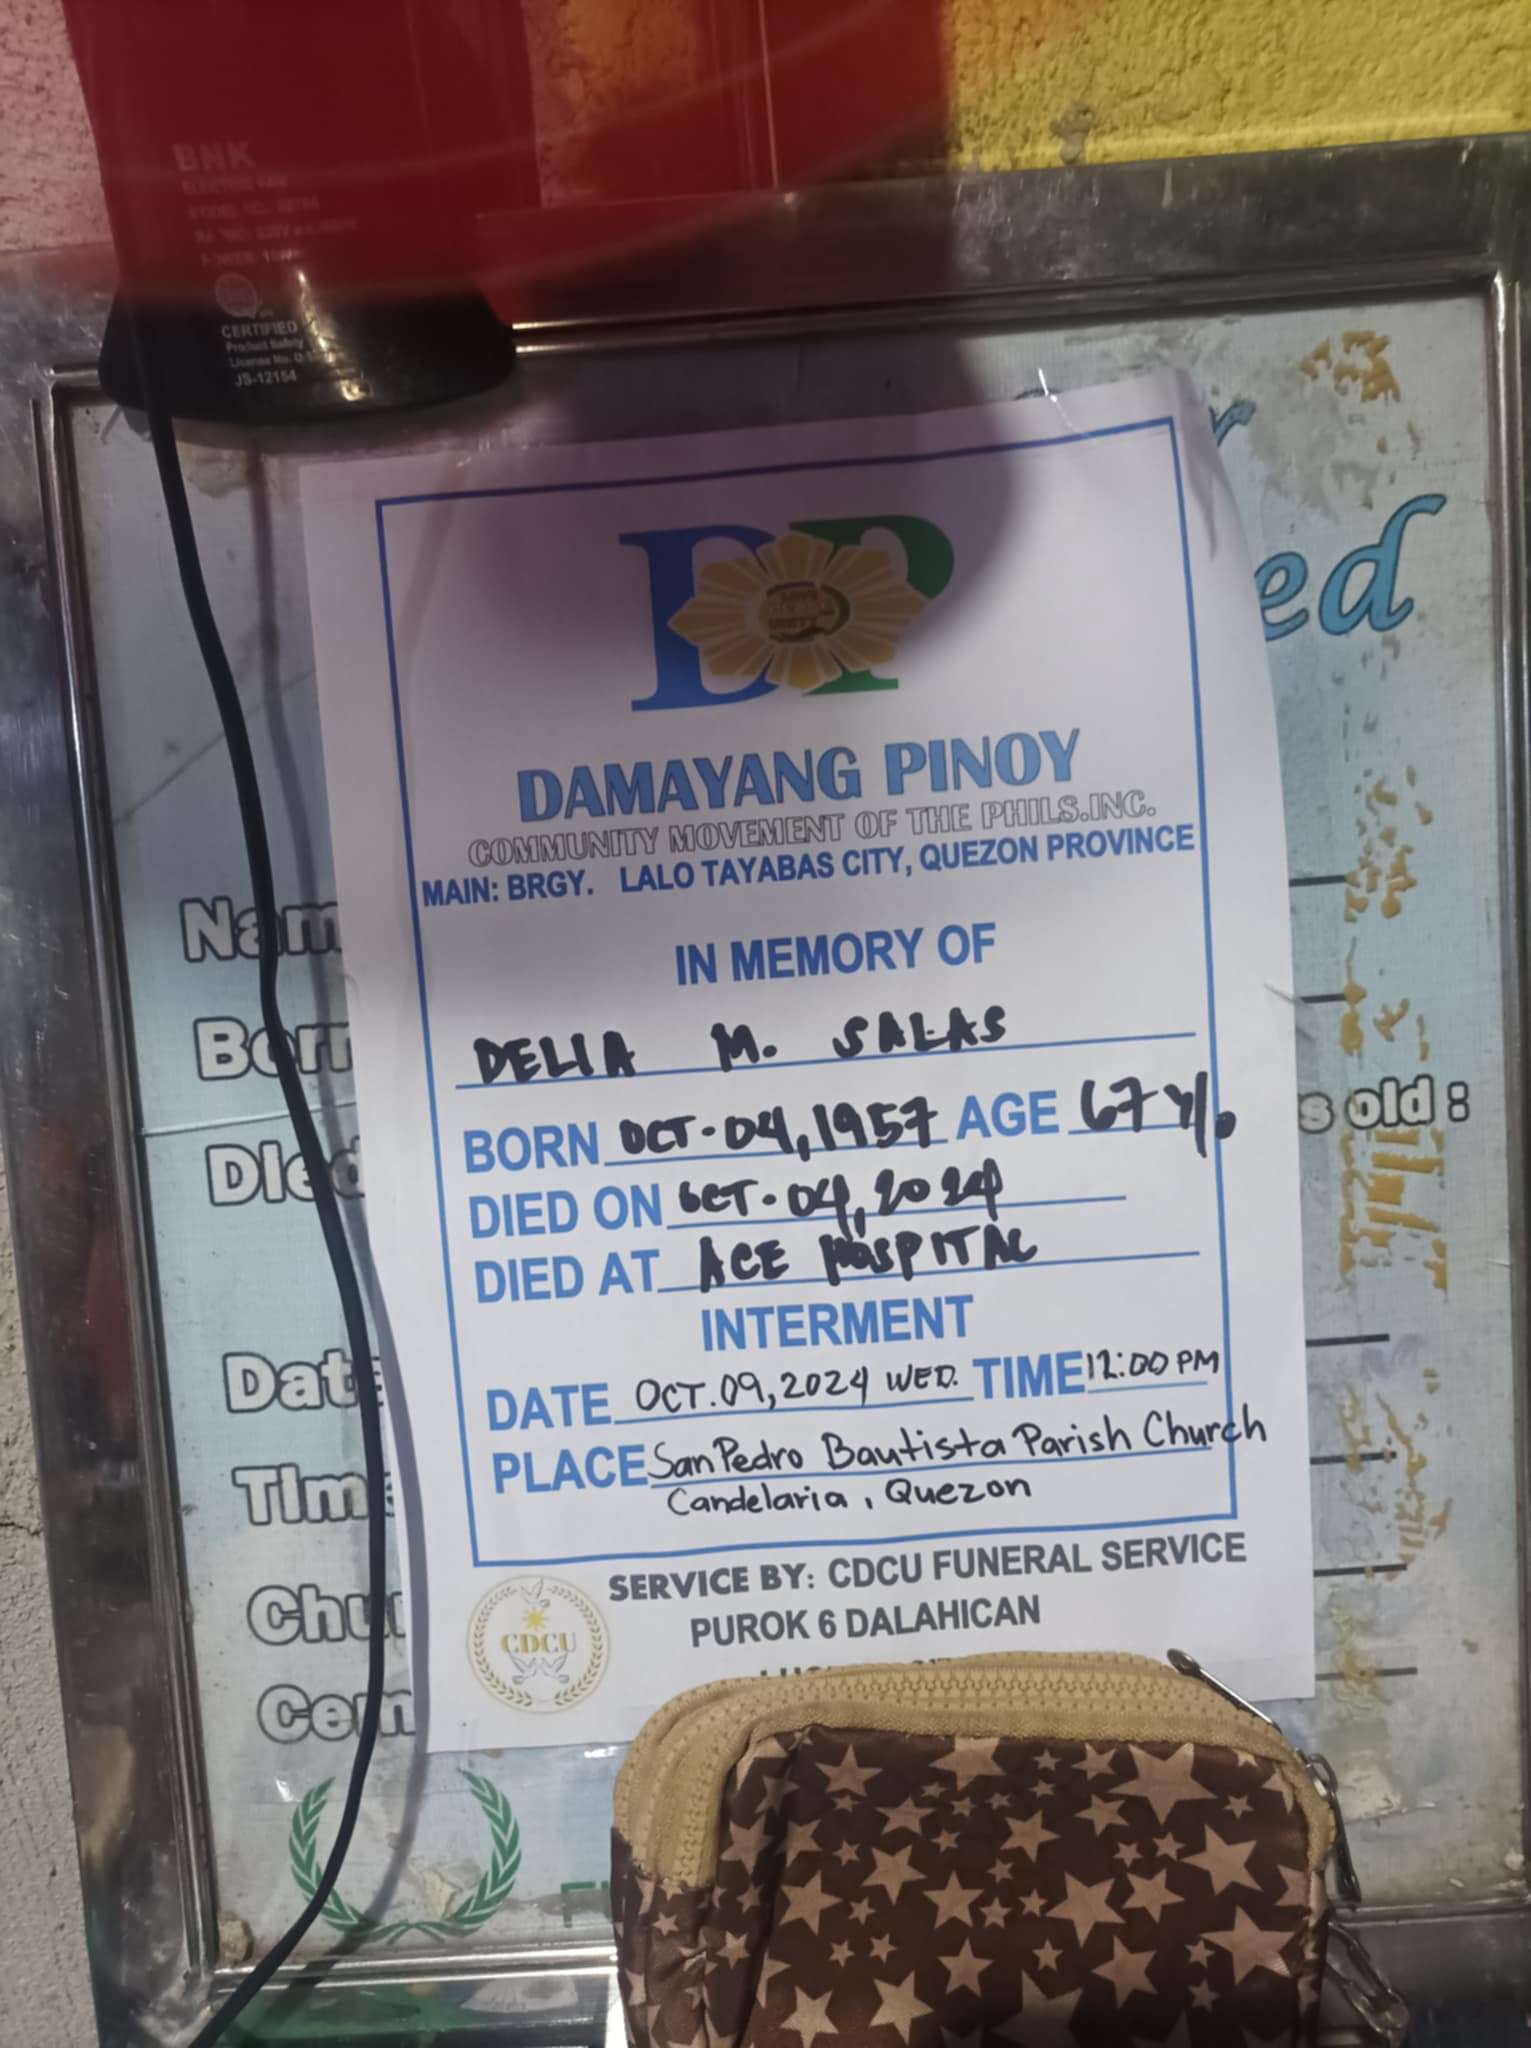 BNK
CERTIFIED
Product Safety
License No.
JS-12154
ed
DP
DAMAYANG PINOY
COMMUNITY MOVEMENT OF THE PHILS.INC.
MAIN: BRGY. LALO TAYABAS CITY, QUEZON PROVINCE
IN MEMORY OF
DELIA M. SALAS
BORN OCT-04, 1957 AGE 67 y/.
DIED ON OCT-04, 2024
DIED AT ACE HOSPITAL
INTERMENT
DATE OCT.09, 2024 WED. TIME 12:00 PM
PLACE San Pedro Bautista Parish Church
Candelaria, Quezon
SERVICE BY: CDCU FUNERAL SERVICE
PUROK 6 DALAHICAN
CDCU
Nam
Born
s old :
Died
Date
Time
Chu
Cem